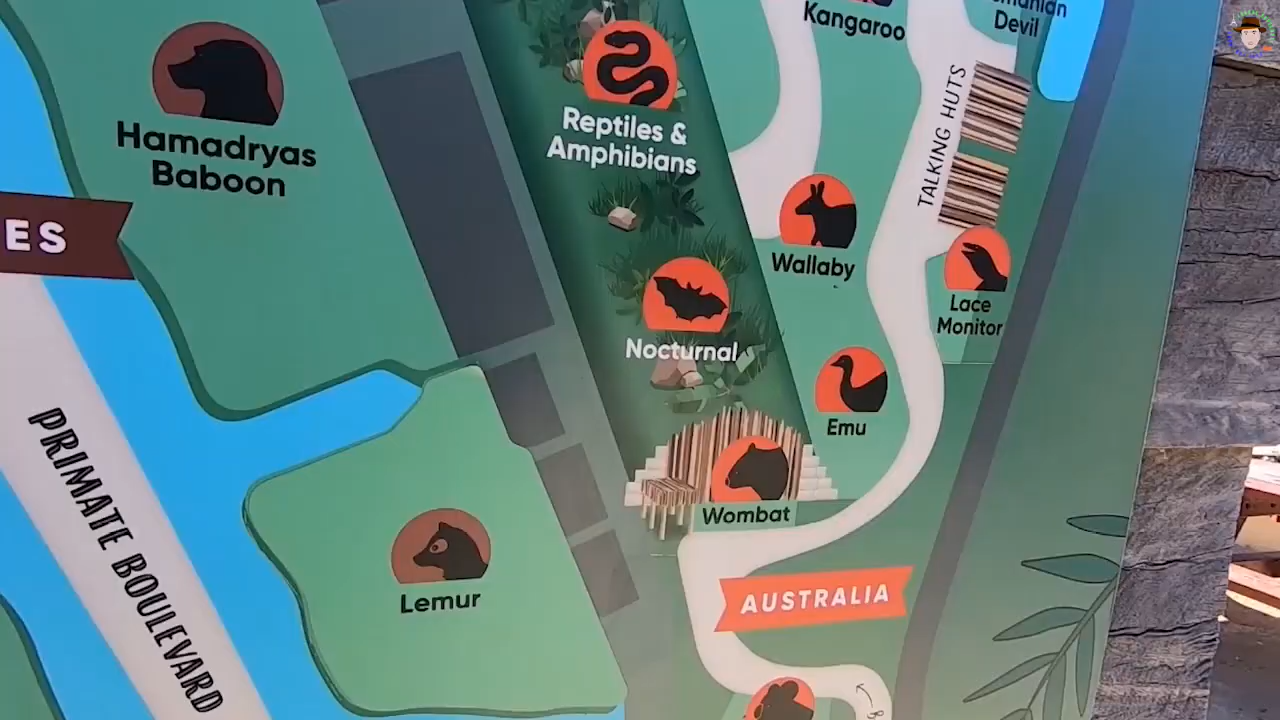 Kangaroo
Devil
Hamadryas
Baboon
Reptiles &
Amphibians
TALKING HUTS
ES
Wallaby
Lace
Monitor
Nocturnal
Emu
PRIMATE BOULEVARD
Wombat
Lemur
AUSTRALIA